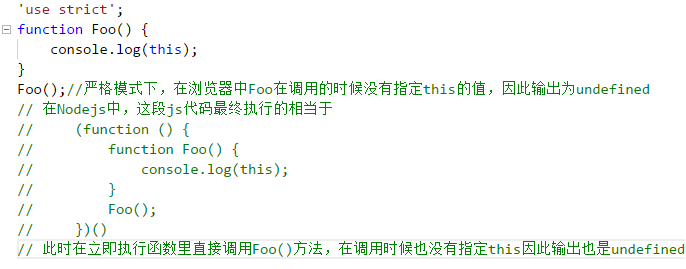 'use strict';
function Foo() {
    console.log(this);
}
Foo();//严格模式下，在浏览器中Foo在调用的时候没有指定this的值，因此输出为undefined
// 在Nodejs中，这段js代码最终执行的相当于
//     (function () {
//         function Foo() {
//             console.log(this);
//         }
//         Foo();
//     })()
// 此时在立即执行函数里直接调用Foo()方法，在调用时候也没有指定this因此输出也是undefined